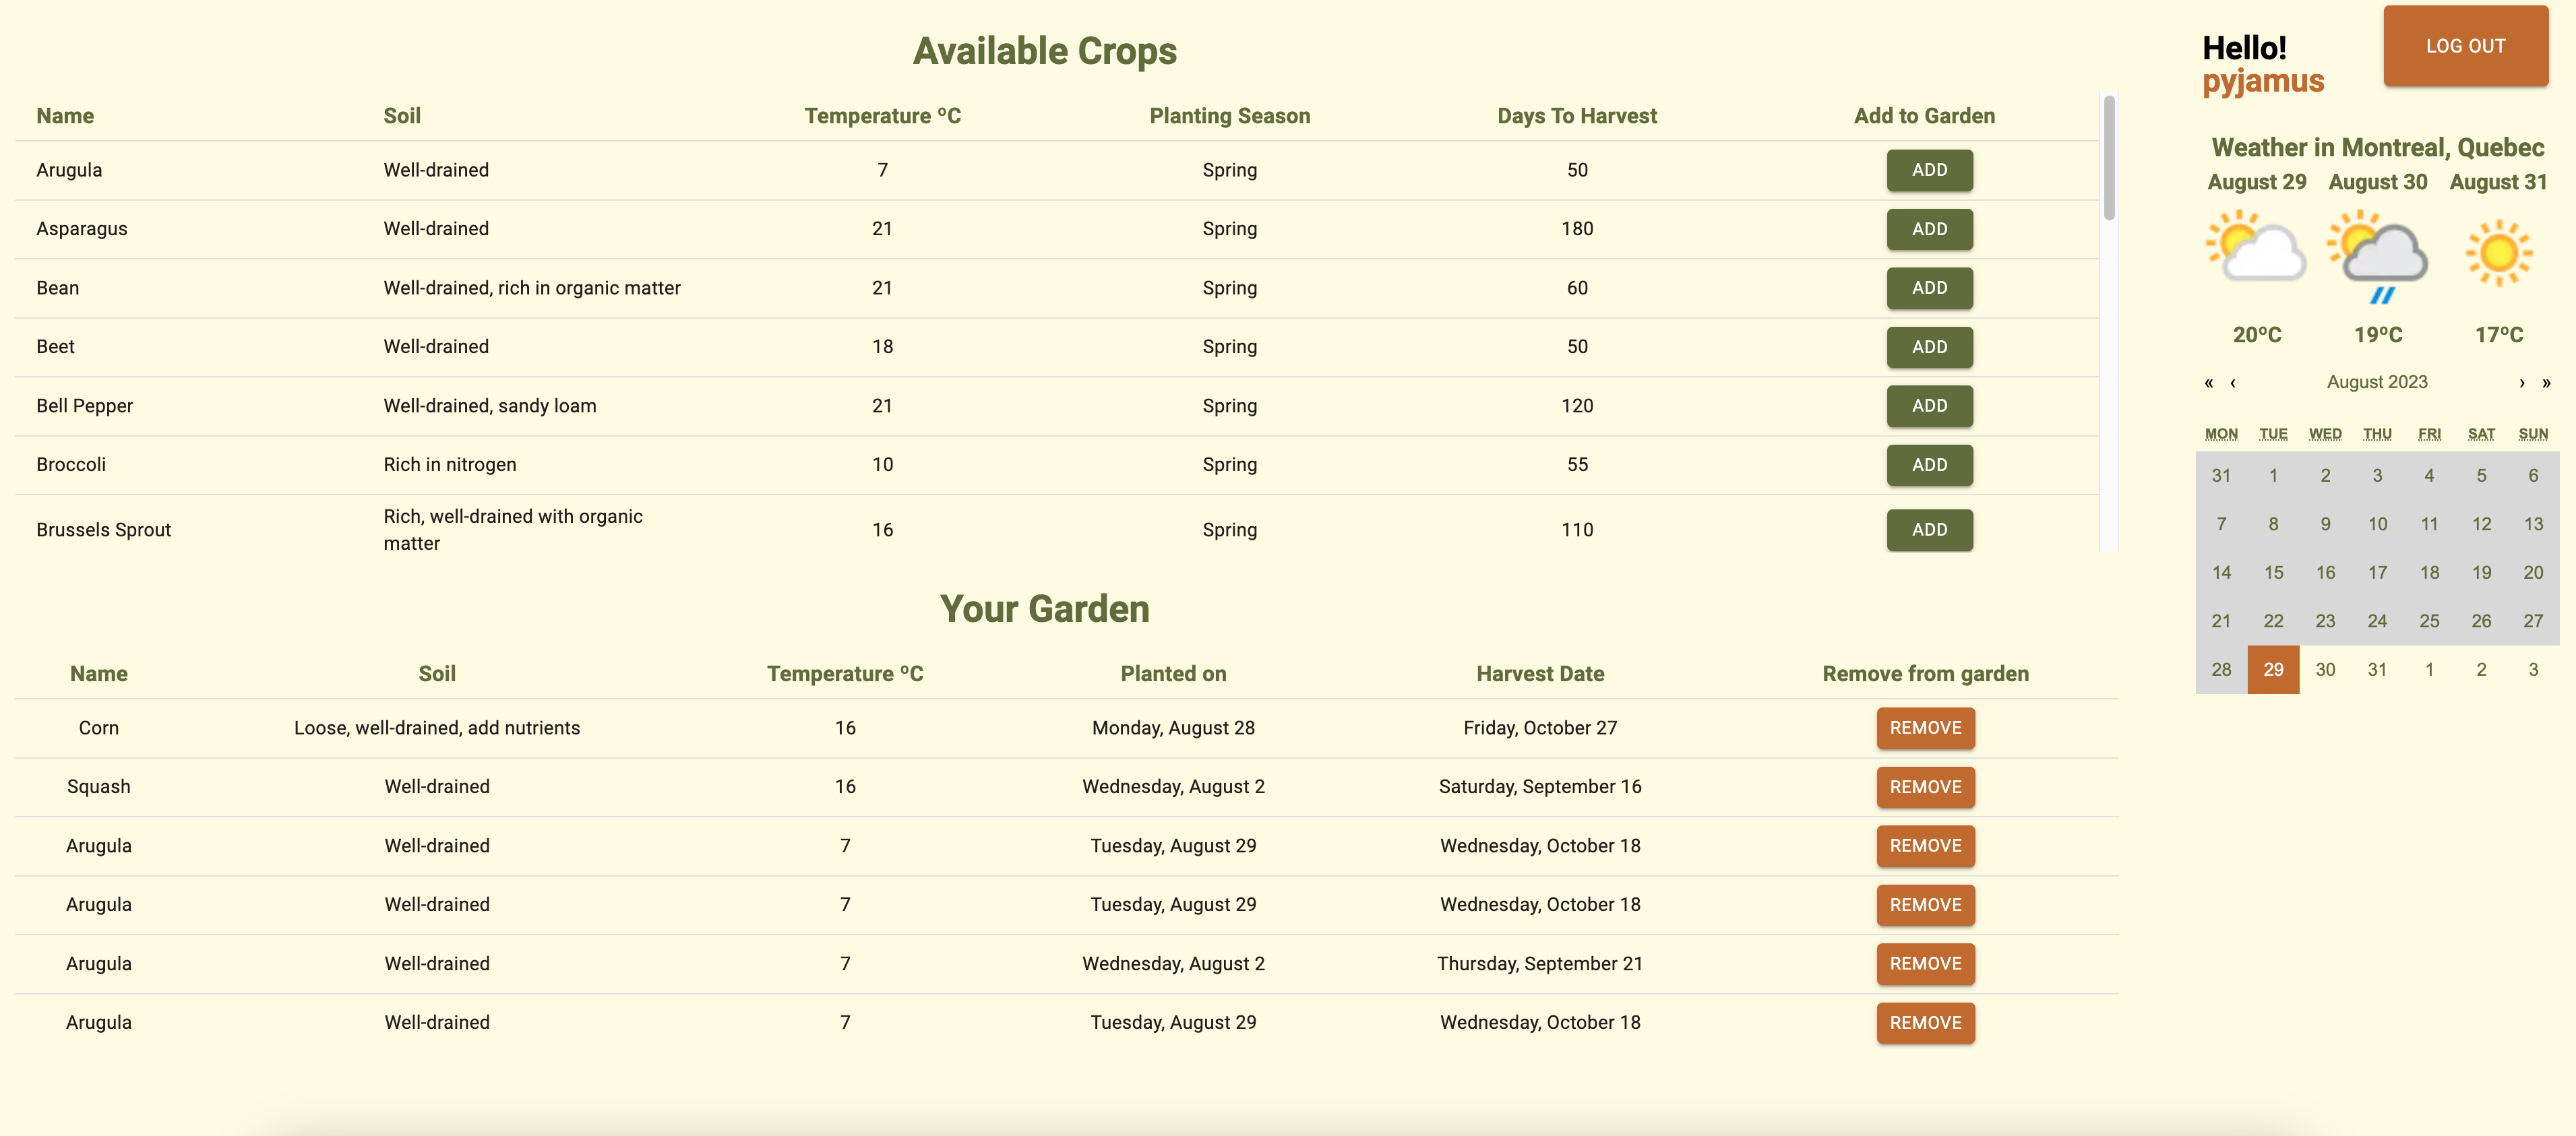 Available Crops
Name Soil Temperature ºC Planting Season Days To Harvest Add to Garden
Arugula Well-drained 7 Spring 50 ADD
Asparagus Well-drained 21 Spring 180 ADD
Bean Well-drained, rich in organic matter 21 Spring 60 ADD
Beet Well-drained 18 Spring 50 ADD
Bell Pepper Well-drained, sandy loam 21 Spring 120 ADD
Broccoli Rich in nitrogen 10 Spring 55 ADD
Brussels Sprout Rich, well-drained with organic matter 16 Spring 110 ADD
Your Garden
Name Soil Temperature ºC Planted on Harvest Date Remove from garden
Corn Loose, well-drained, add nutrients 16 Monday, August 28 Friday, October 27 REMOVE
Squash Well-drained 16 Wednesday, August 2 Saturday, September 16 REMOVE
Arugula Well-drained 7 Tuesday, August 29 Wednesday, October 18 REMOVE
Arugula Well-drained 7 Tuesday, August 29 Wednesday, October 18 REMOVE
Arugula Well-drained 7 Wednesday, August 2 Thursday, September 21 REMOVE
Arugula Well-drained 7 Tuesday, August 29 Wednesday, October 18 REMOVE
Hello!
pyjamus
LOG OUT
Weather in Montreal, Quebec
August 29 August 30 August 31
20ºC 19ºC 17ºC
« ‹ August 2023 › »
MON TUE WED THU FRI SAT SUN
31 1 2 3 4 5 6
7 8 9 10 11 12 13
14 15 16 17 18 19 20
21 22 23 24 25 26 27
28 29 30 31 1 2 3